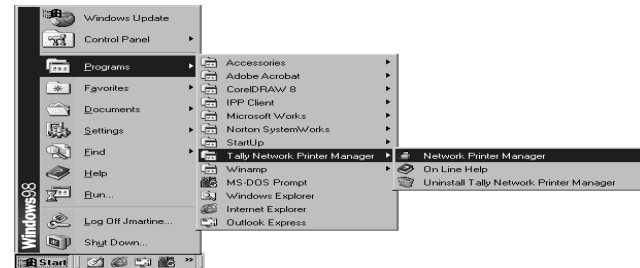 Windows Update
Control Panel
Programs
Favorites
Documents
Settings
Find
Help
Run...
Log Off Jmartine...
Shut Down...
Windows98
Start
»
Accessories
Adobe Acrobat
CorelDRAW 8
IPP Client
Microsoft Works
Norton SystemWorks
StartUp
Tally Network Printer Manager
Winamp
MS-DOS Prompt
Windows Explorer
Internet Explorer
Outlook Express
Network Printer Manager
On Line Help
Uninstall Tally Network Printer Manager